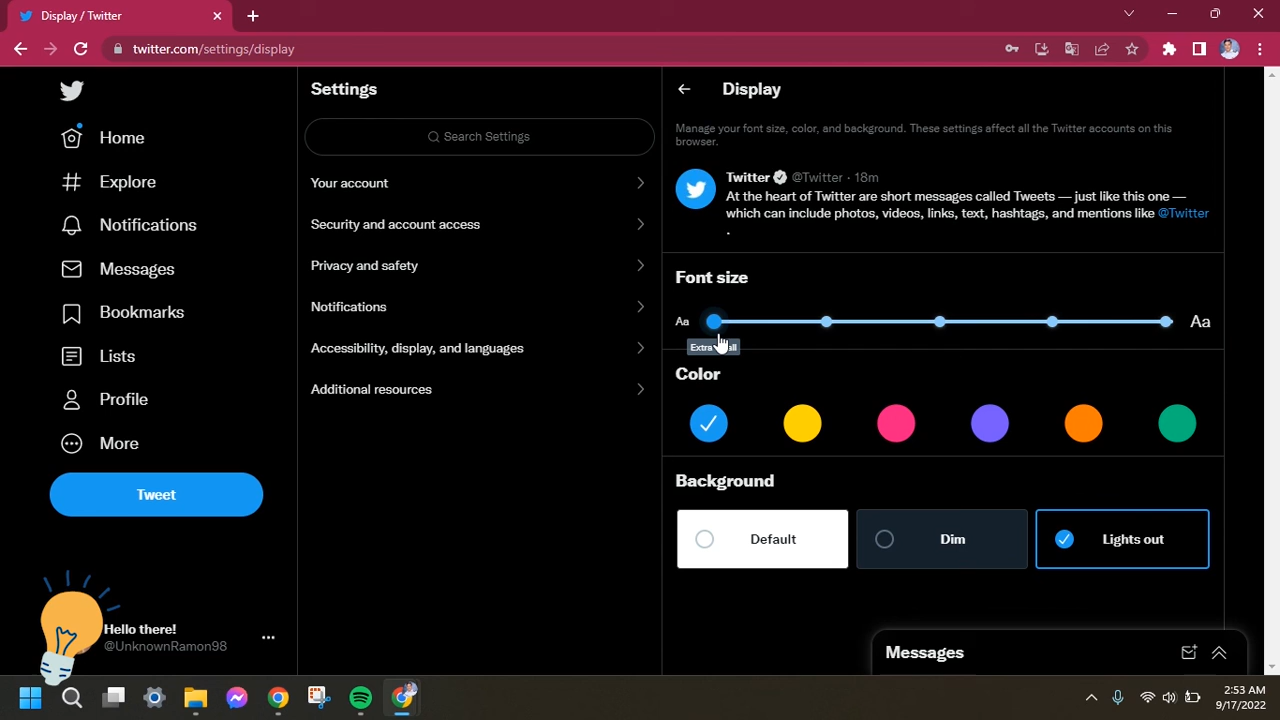 Display / Twitter
twitter.com/settings/display
Settings
Display
Search Settings
Manage your font size, color, and background. These settings affect all the Twitter accounts on this
browser.
Home
Explore
Notifications
Messages
Bookmarks
Lists
Profile
More
Tweet
Hello there!
@UnknownRamon98
Your account
Security and account access
Privacy and safety
Notifications
Accessibility, display, and languages
Additional resources
Twitter @Twitter · 18m
At the heart of Twitter are short messages called Tweets — just like this one —
which can include photos, videos, links, text, hashtags, and mentions like @Twitter
.
Font size
Aa
Aa
Extra
Color
Background
Default
Dim
Lights out
Messages
2:53 AM
9/17/2022